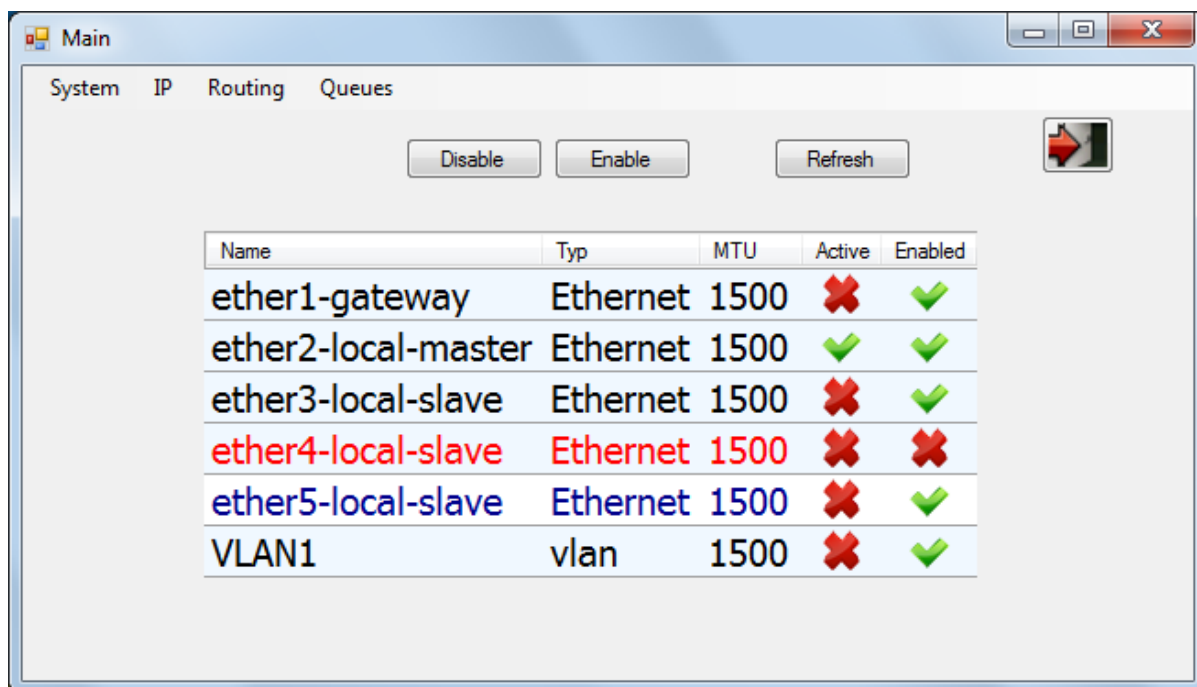 Main
System IP Routing Queues
Disable Enable Refresh
Name Typ MTU Active Enabled
ether1-gateway Ethernet 1500
ether2-local-master Ethernet 1500
ether3-local-slave Ethernet 1500
ether4-local-slave Ethernet 1500
ether5-local-slave Ethernet 1500
VLAN1 vlan 1500